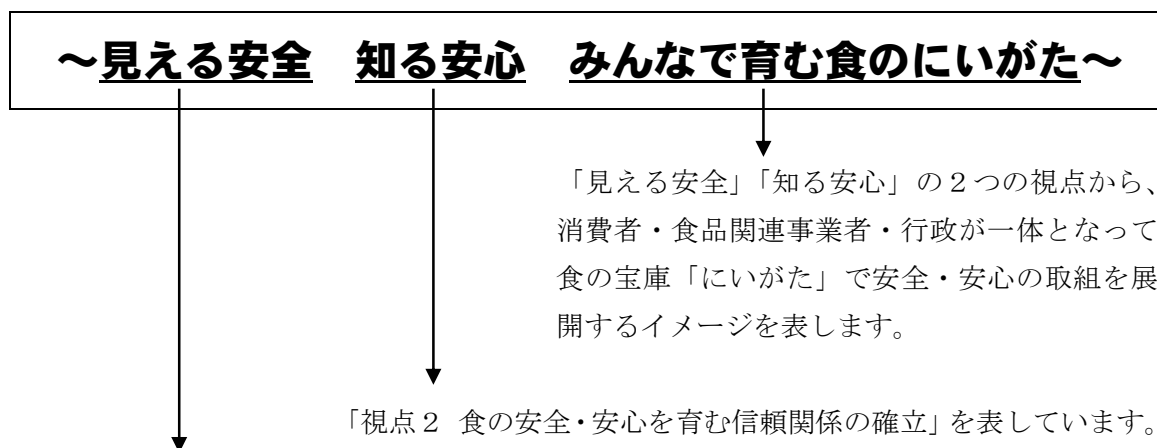 ～見える安全　知る安心　みんなで育む食のにいがた～
「見える安全」「知る安心」の２つの視点から、
消費者・食品関連事業者・行政が一体となって
食の宝庫「にいがた」で安全・安心の取組を展
開するイメージを表します。
「視点２ 食の安全・安心を育む信頼関係の確立」を表しています。